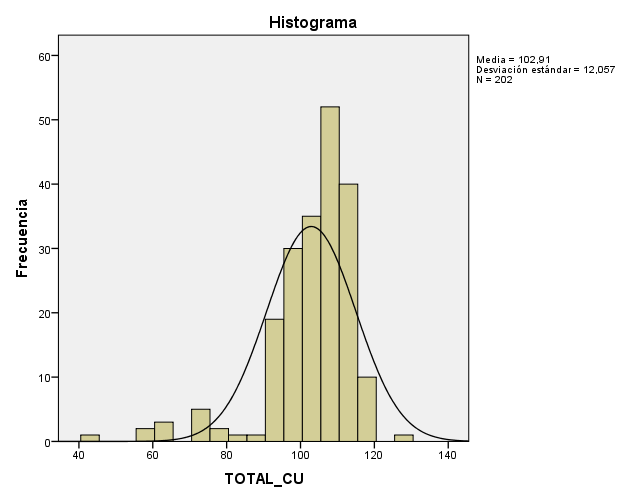 Histograma
Media = 102,91
Desviación estándar = 12,057
N = 202
Frecuencia
60
50
40
30
20
10
0
40 60 80 100 120 140
TOTAL_CU